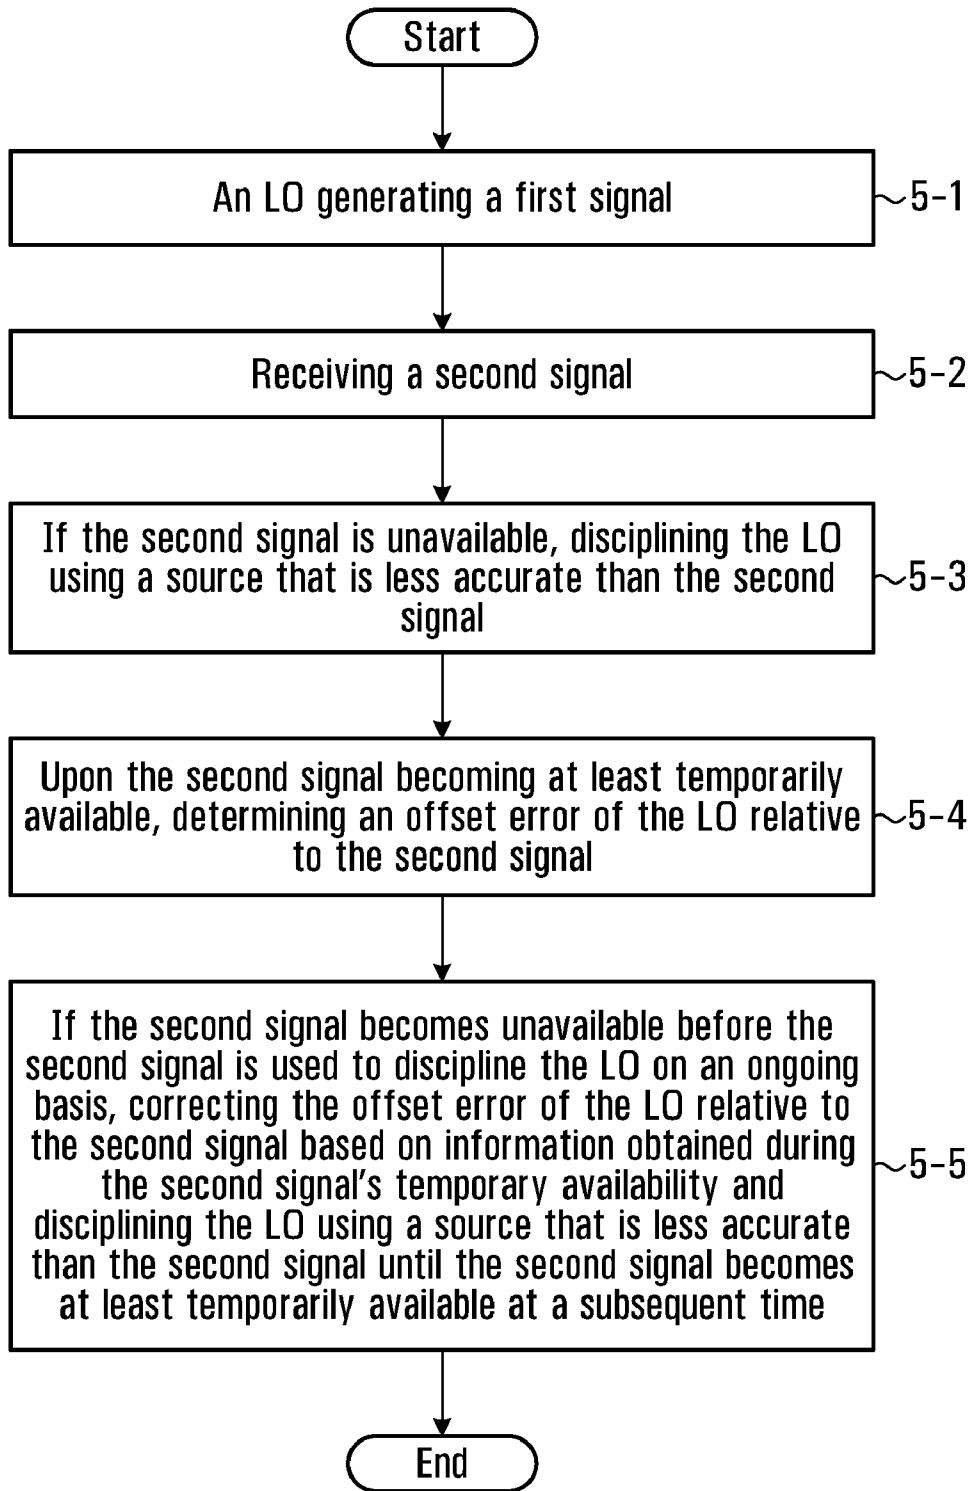 Start
An LO generating a first signal
5-1
Receiving a second signal
5-2
If the second signal is unavailable, disciplining the LO
using a source that is less accurate than the second
signal
5-3
Upon the second signal becoming at least temporarily
available, determining an offset error of the LO relative
to the second signal
5-4
If the second signal becomes unavailable before the
second signal is used to discipline the LO on an ongoing
basis, correcting the offset error of the LO relative to
the second signal based on information obtained during
the second signal's temporary availability and
disciplining the LO using a source that is less accurate
than the second signal until the second signal becomes
at least temporarily available at a subsequent time
5-5
End